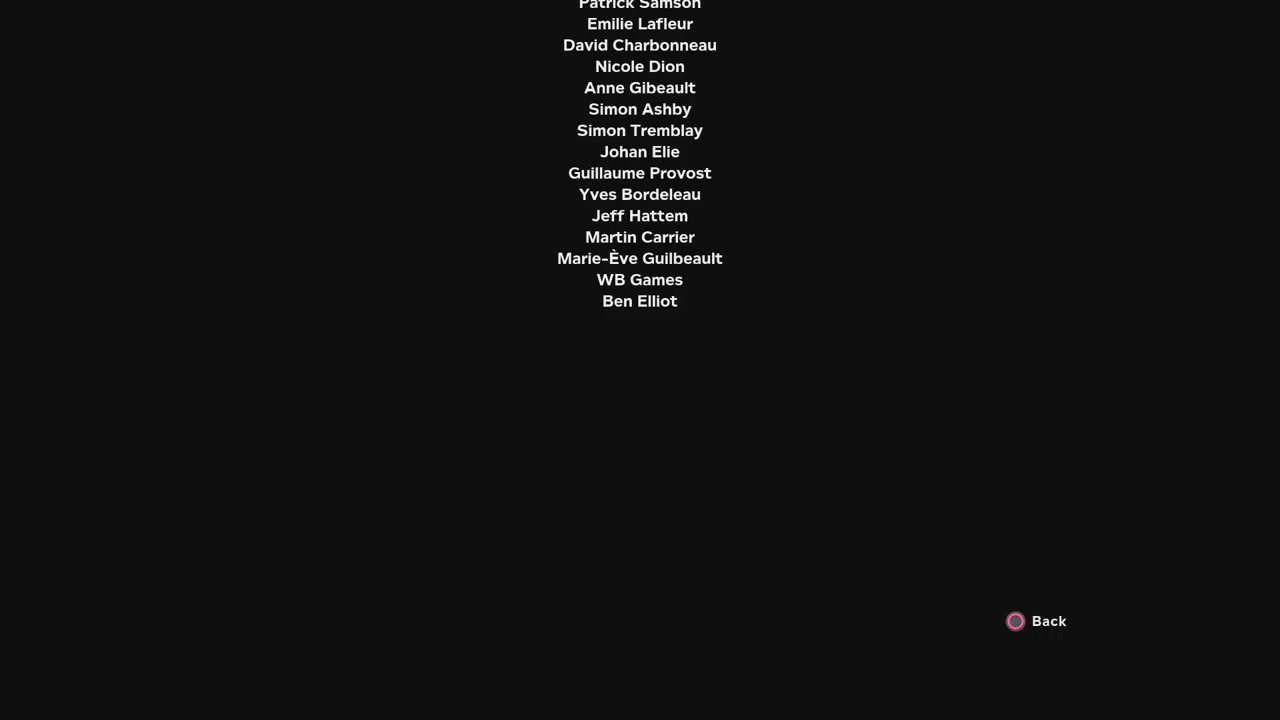 Patrick Samson
Emilie Lafleur
David Charbonneau
Nicole Dion
Anne Gibeault
Simon Ashby
Simon Tremblay
Johan Elie
Guillaume Provost
Yves Bordeleau
Jeff Hattem
Martin Carrier
Marie-Ève Guilbeault
WB Games
Ben Elliot
Back